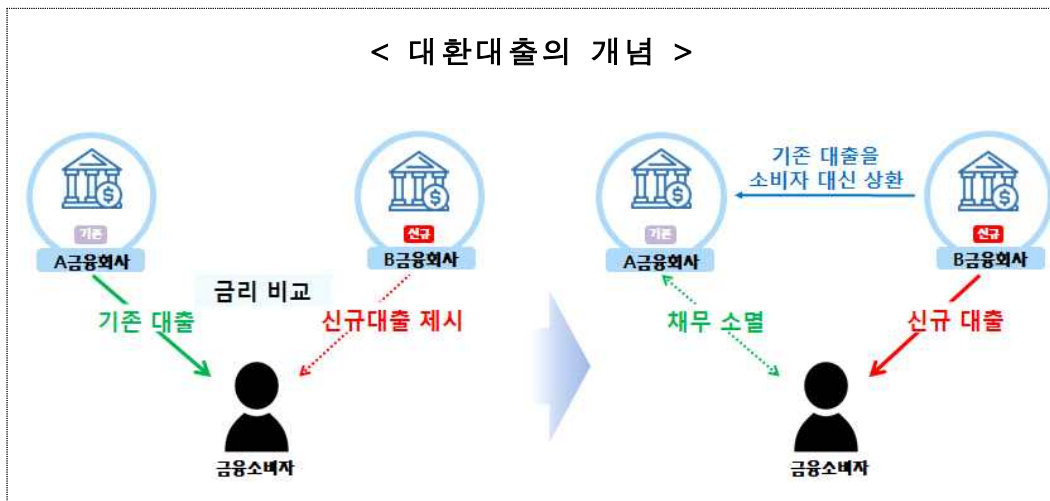 < 대환대출의 개념 >
기존
A금융회사
신규
B금융회사
금리 비교
기존 대출
신규대출 제시
금융소비자
기존 대출을
소비자 대신 상환
기존
A금융회사
신규
B금융회사
채무 소멸
신규 대출
금융소비자